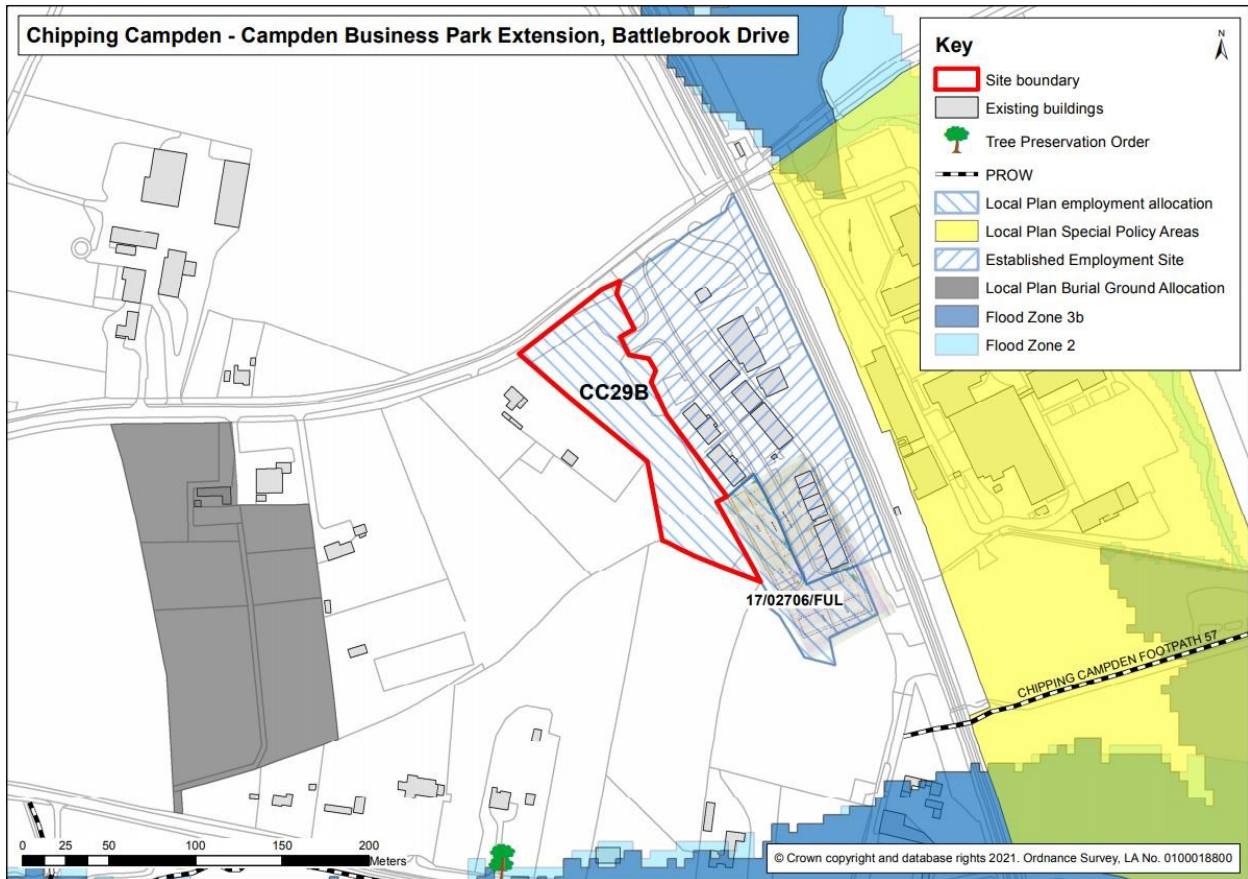 Chipping Campden - Campden Business Park Extension, Battlebrook Drive
Key
N
Site boundary
Existing buildings
Tree Preservation Order
PROW
Local Plan employment allocation
Local Plan Special Policy Areas
Established Employment Site
Local Plan Burial Ground Allocation
Flood Zone 3b
Flood Zone 2
CC29B
17/02706/FUL
CHIPPING CAMPDEN FOOTPATH 57
0 25 50 100 150 200
Meters
© Crown copyright and database rights 2021. Ordnance Survey, LA No. 0100018800